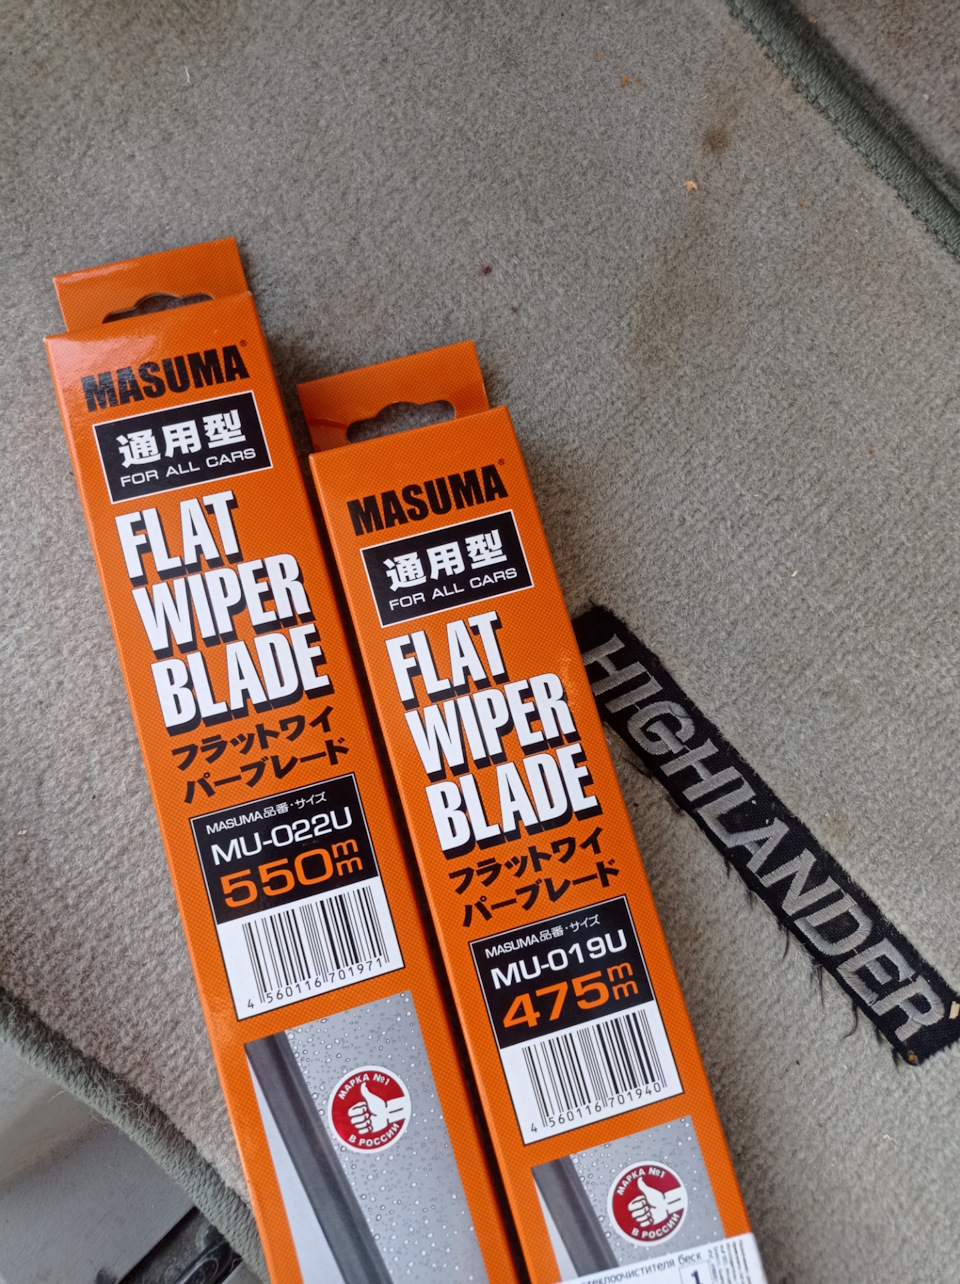 MASUMA®
通用型
FOR ALL CARS
FLAT
WIPER
BLADE
フラットワイ
パーブレード
MASUMA品番・サイズ
MU-022U
550mm
4 560116 701971
МАРКА №1
В РОССИИ
MASUMA®
通用型
FOR ALL CARS
FLAT
WIPER
BLADE
フラットワイ
パーブレード
MASUMA品番・サイズ
MU-019U
475mm
4 560116 701940
МАРКА №1
В РОССИИ
стеклоочистителя беск
1
HIGHLANDER